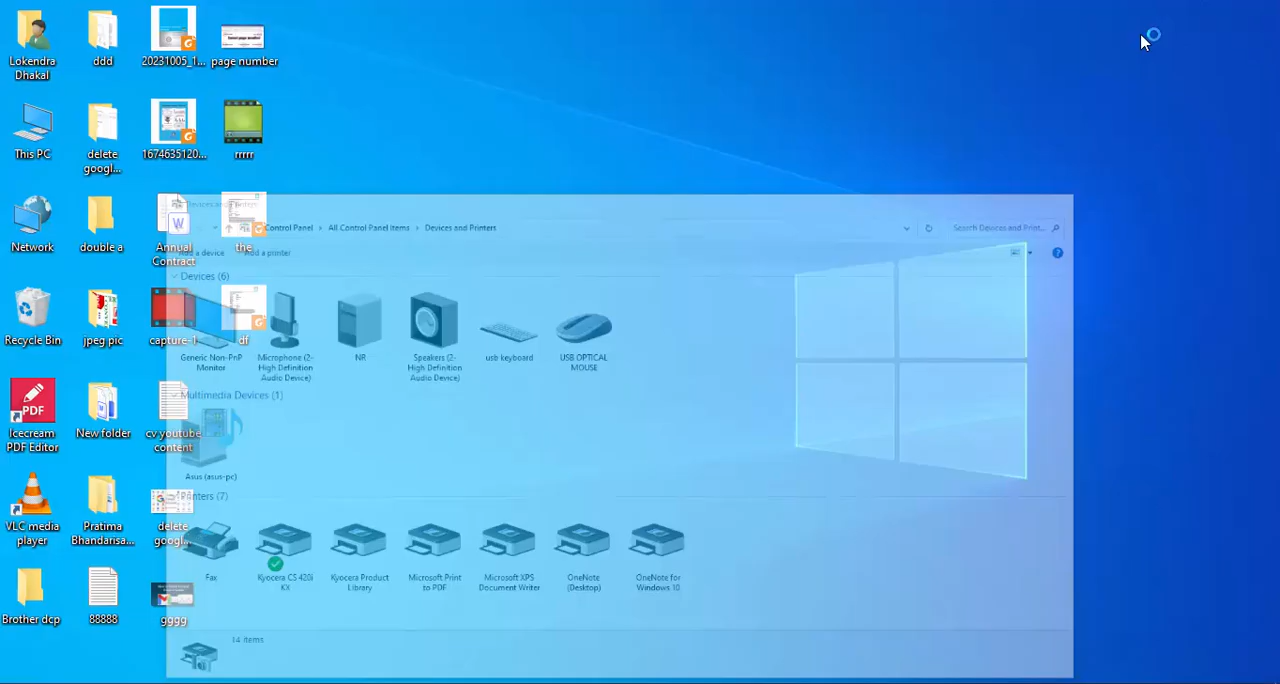 Lokendra
Dhakal
ddd
20231005_1...
page number
This PC
delete
googl...
1674635120...
rrrrr
Network
double a
Annual
Contract
the
Recycle Bin
jpeg pic
capture-1
df
Icecream
PDF Editor
New folder
cv youtube
content
VLC media
player
Pratima
Bhandarisa...
delete
googl...
Brother dcp
88888
gggg
PDF
W
Devices and Printers
Control Panel › All Control Panel Items › Devices and Printers
Search Devices and Print...
Add a device
Add a printer
Devices (6)
Generic Non-PnP
Monitor
Microphone (2-
High Definition
Audio Device)
NR
Speakers (2-
High Definition
Audio Device)
usb keyboard
USB OPTICAL
MOUSE
Multimedia Devices (1)
Asus (asus-pc)
Printers (7)
Fax
Kyocera CS 420i
KX
Kyocera Product
Library
Microsoft Print
to PDF
Microsoft XPS
Document Writer
OneNote
(Desktop)
OneNote for
Windows 10
14 items